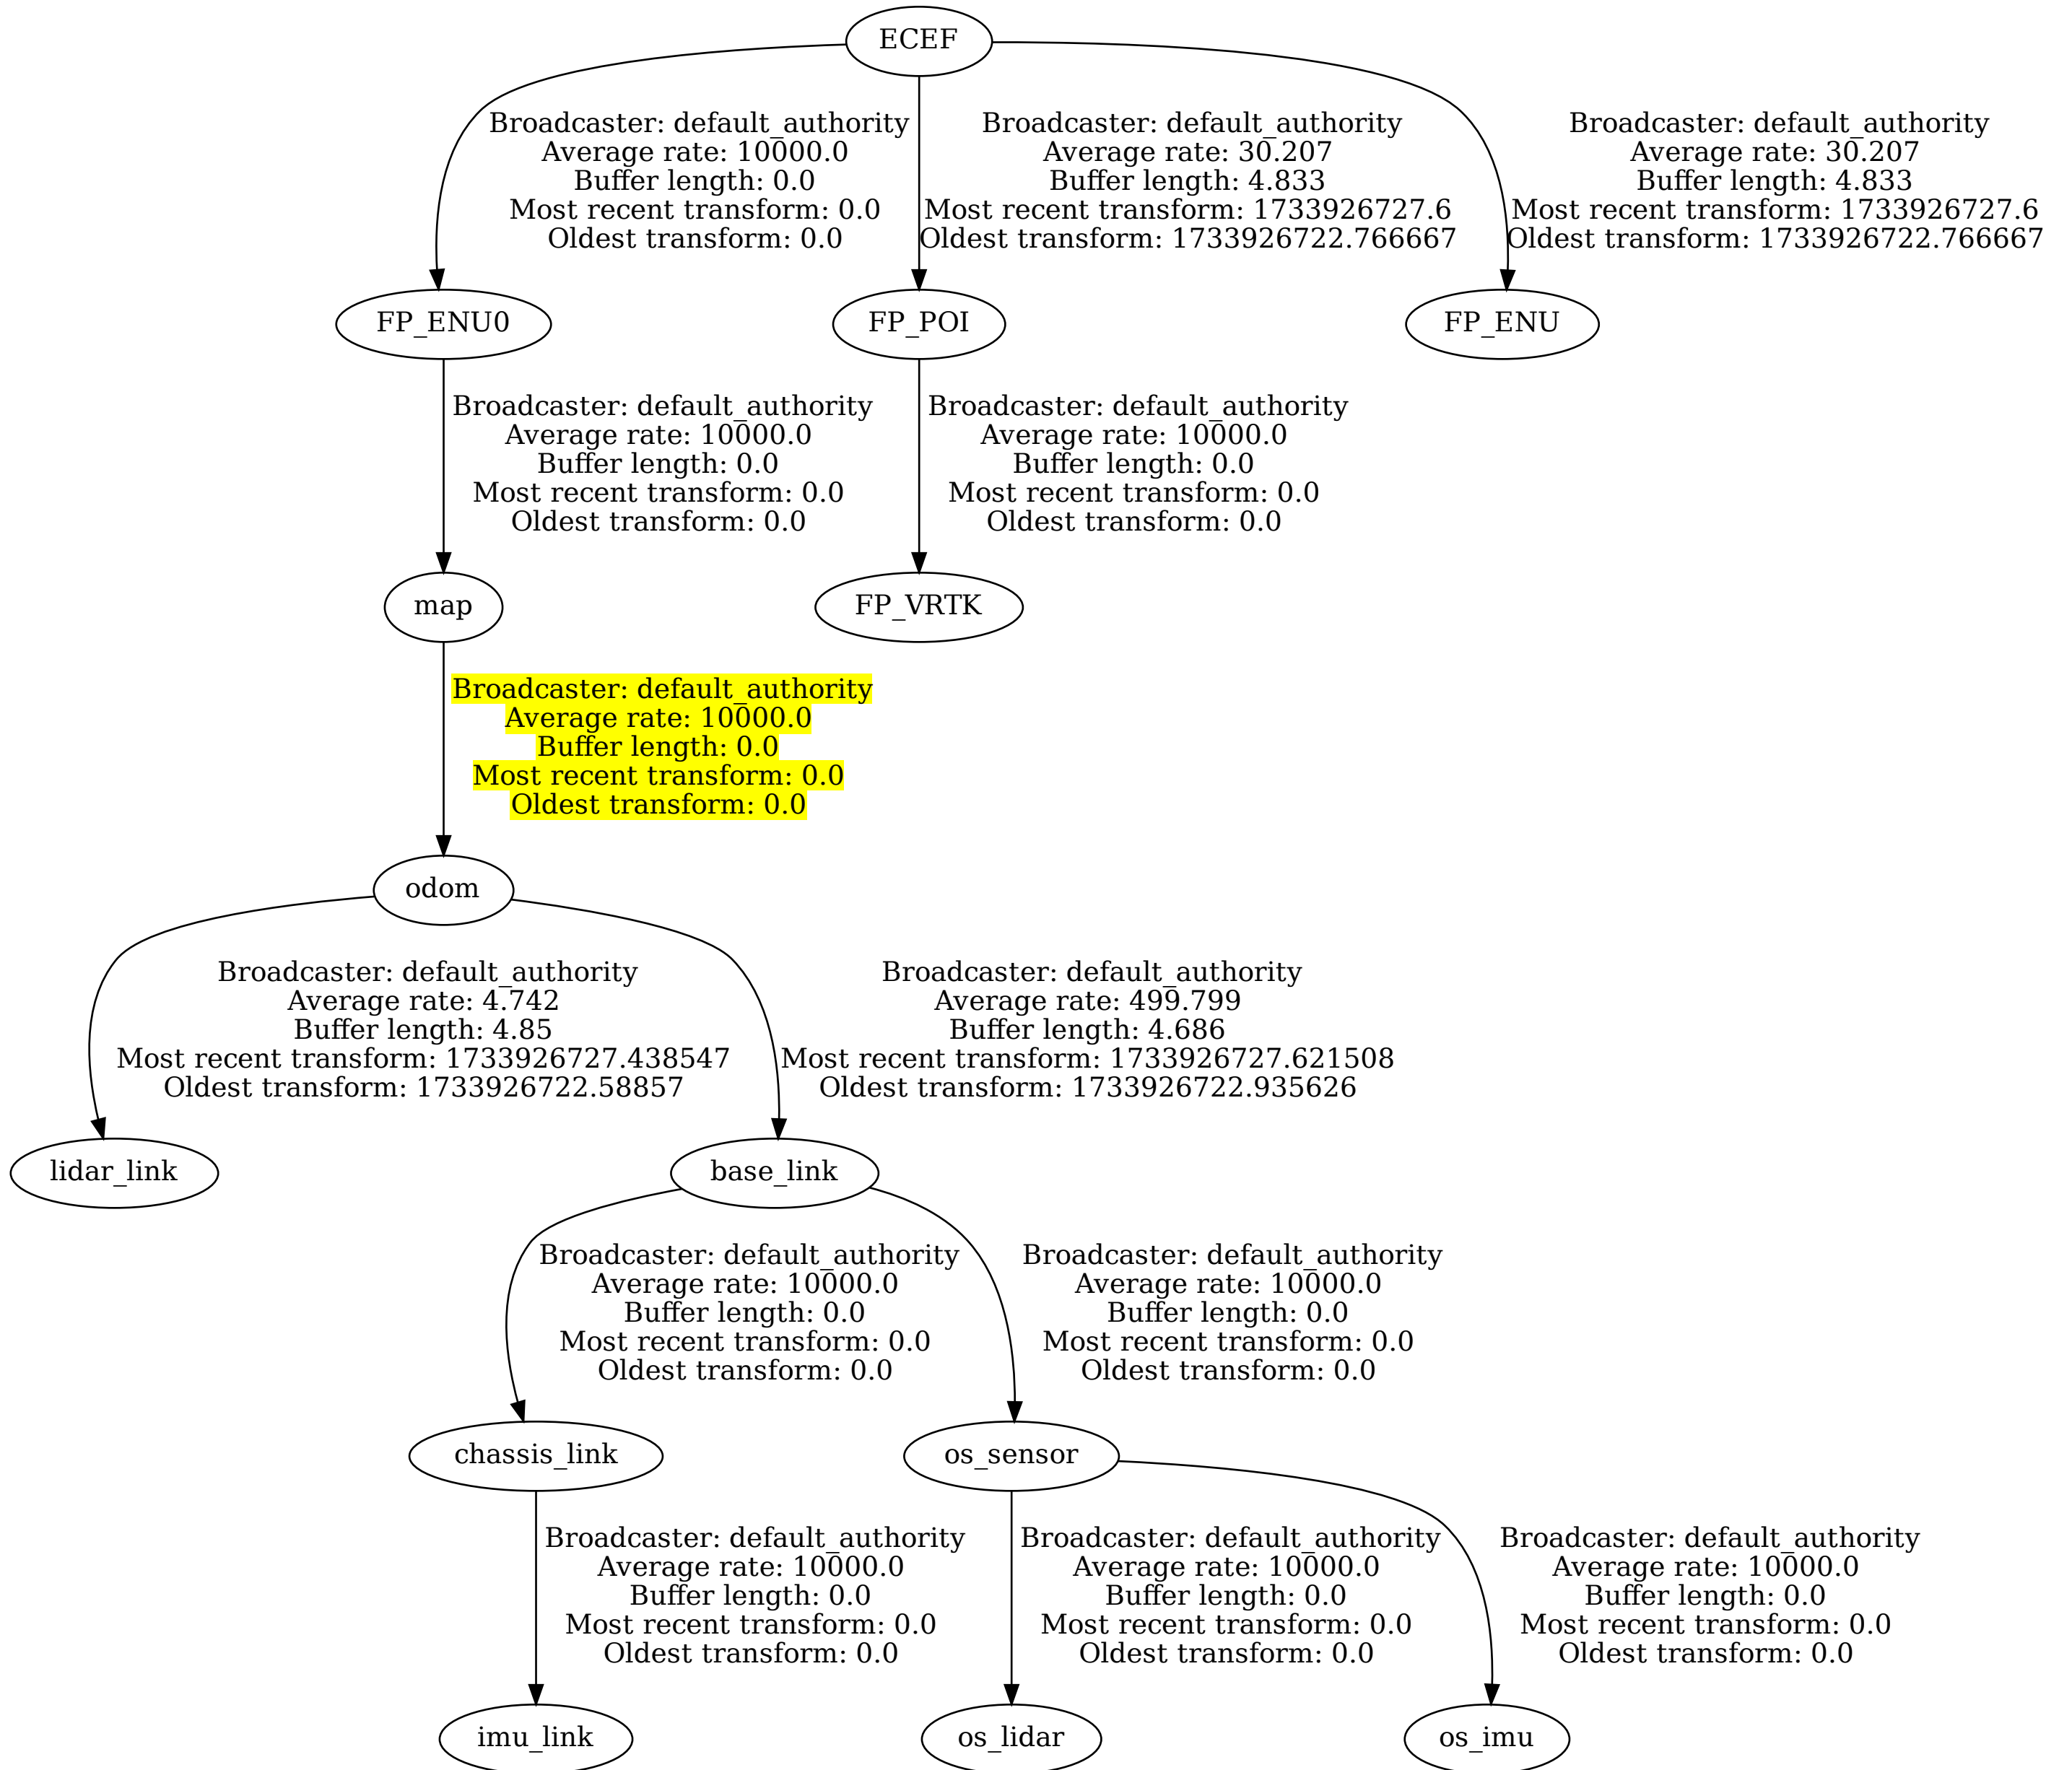 ECEF
Broadcaster: default_authority
Average rate: 10000.0
Buffer length: 0.0
Most recent transform: 0.0
Oldest transform: 0.0
Broadcaster: default_authority
Average rate: 30.207
Buffer length: 4.833
Most recent transform: 1733926727.6
Oldest transform: 1733926722.766667
Broadcaster: default_authority
Average rate: 30.207
Buffer length: 4.833
Most recent transform: 1733926727.6
Oldest transform: 1733926722.766667
FP_ENU0
FP_POI
FP_ENU
Broadcaster: default_authority
Average rate: 10000.0
Buffer length: 0.0
Most recent transform: 0.0
Oldest transform: 0.0
Broadcaster: default_authority
Average rate: 10000.0
Buffer length: 0.0
Most recent transform: 0.0
Oldest transform: 0.0
map
FP_VRTK
Broadcaster: default_authority
Average rate: 10000.0
Buffer length: 0.0
Most recent transform: 0.0
Oldest transform: 0.0
odom
Broadcaster: default_authority
Average rate: 4.742
Buffer length: 4.85
Most recent transform: 1733926727.438547
Oldest transform: 1733926722.58857
Broadcaster: default_authority
Average rate: 499.799
Buffer length: 4.686
Most recent transform: 1733926727.621508
Oldest transform: 1733926722.935626
lidar_link
base_link
Broadcaster: default_authority
Average rate: 10000.0
Buffer length: 0.0
Most recent transform: 0.0
Oldest transform: 0.0
Broadcaster: default_authority
Average rate: 10000.0
Buffer length: 0.0
Most recent transform: 0.0
Oldest transform: 0.0
chassis_link
os_sensor
Broadcaster: default_authority
Average rate: 10000.0
Buffer length: 0.0
Most recent transform: 0.0
Oldest transform: 0.0
Broadcaster: default_authority
Average rate: 10000.0
Buffer length: 0.0
Most recent transform: 0.0
Oldest transform: 0.0
Broadcaster: default_authority
Average rate: 10000.0
Buffer length: 0.0
Most recent transform: 0.0
Oldest transform: 0.0
imu_link
os_lidar
os_imu